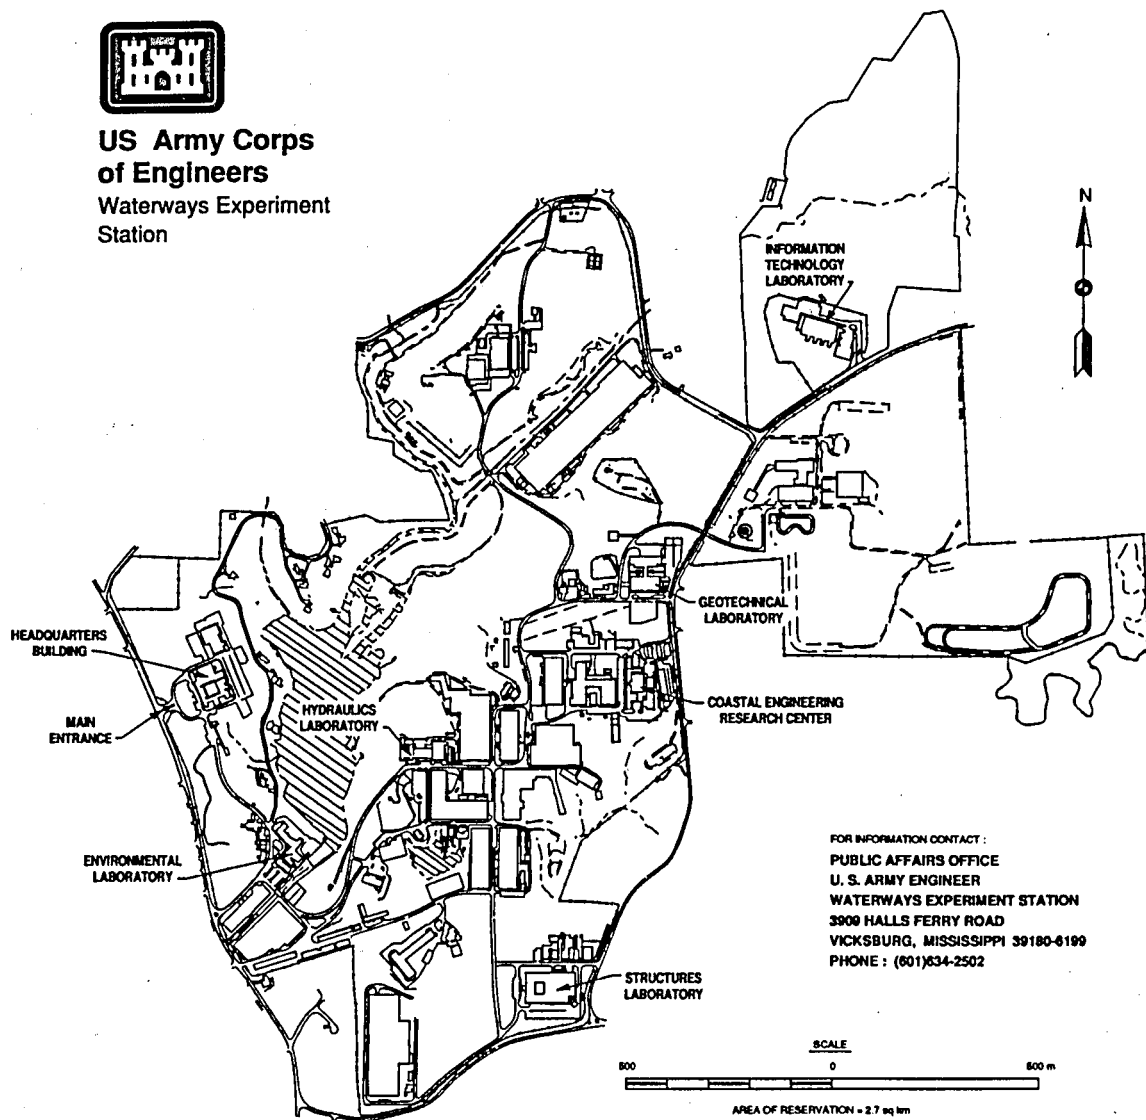 US Army Corps
of Engineers
Waterways Experiment
Station
N
INFORMATION
TECHNOLOGY
LABORATORY
GEOTECHNICAL
LABORATORY
HEADQUARTERS
BUILDING
MAIN
ENTRANCE
HYDRAULICS
LABORATORY
COASTAL ENGINEERING
RESEARCH CENTER
ENVIRONMENTAL
LABORATORY
FOR INFORMATION CONTACT :
PUBLIC AFFAIRS OFFICE
U. S. ARMY ENGINEER
WATERWAYS EXPERIMENT STATION
3909 HALLS FERRY ROAD
VICKSBURG, MISSISSIPPI 39180-6199
PHONE : (601)634-2502
STRUCTURES
LABORATORY
SCALE
500 0 500 m
AREA OF RESERVATION = 2.7 sq km